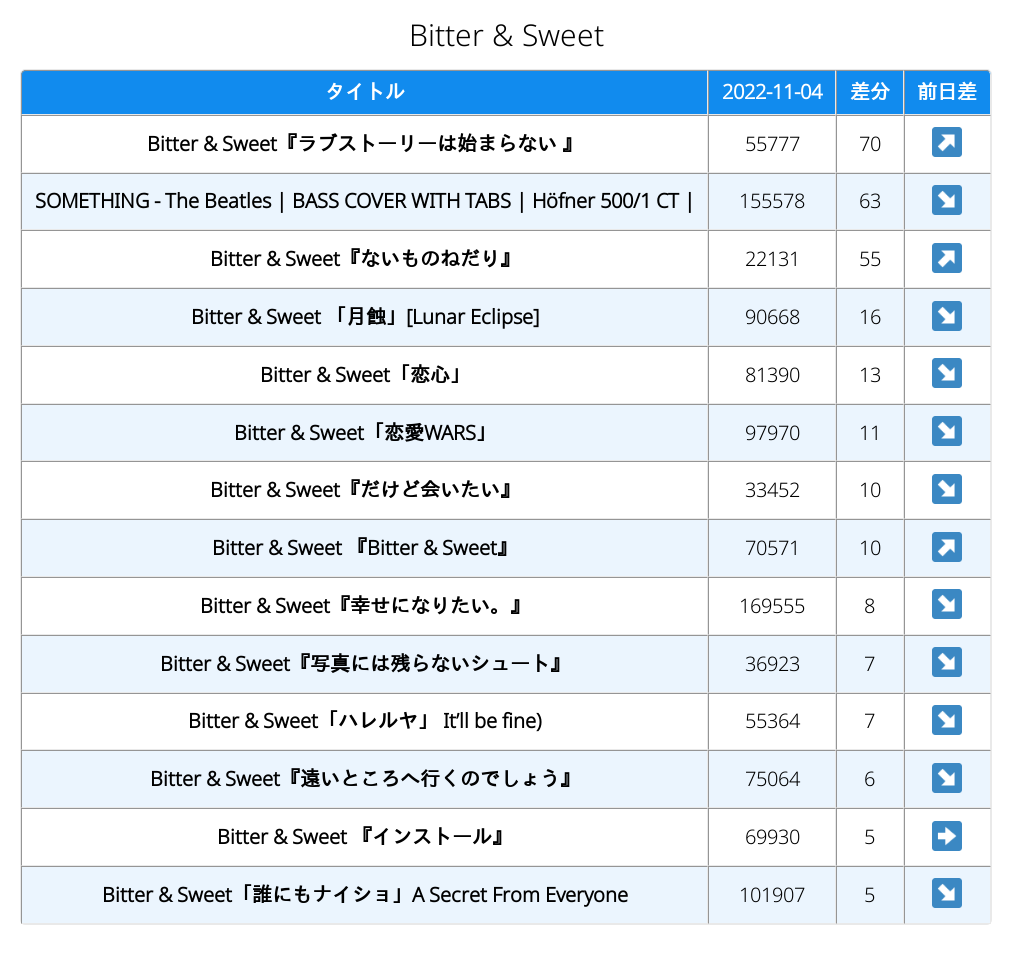 Bitter & Sweet
タイトル 2022-11-04 差分 前日差
Bitter & Sweet『ラブストーリーは始まらない 』 55777 70 ↗
SOMETHING - The Beatles | BASS COVER WITH TABS | Höfner 500/1 CT | 155578 63 ↘
Bitter & Sweet『ないものねだり』 22131 55 ↗
Bitter & Sweet 「月蝕」[Lunar Eclipse] 90668 16 ↘
Bitter & Sweet「恋心」 81390 13 ↘
Bitter & Sweet「恋愛WARS」 97970 11 ↘
Bitter & Sweet『だけど会いたい』 33452 10 ↘
Bitter & Sweet 『Bitter & Sweet』 70571 10 ↗
Bitter & Sweet『幸せになりたい。』 169555 8 ↘
Bitter & Sweet『写真には残らないシュート』 36923 7 ↘
Bitter & Sweet「ハレルヤ」 It’ll be fine) 55364 7 ↘
Bitter & Sweet『遠いところへ行くのでしょう』 75064 6 ↘
Bitter & Sweet 『インストール』 69930 5 ➡
Bitter & Sweet「誰にもナイショ」A Secret From Everyone 101907 5 ↘